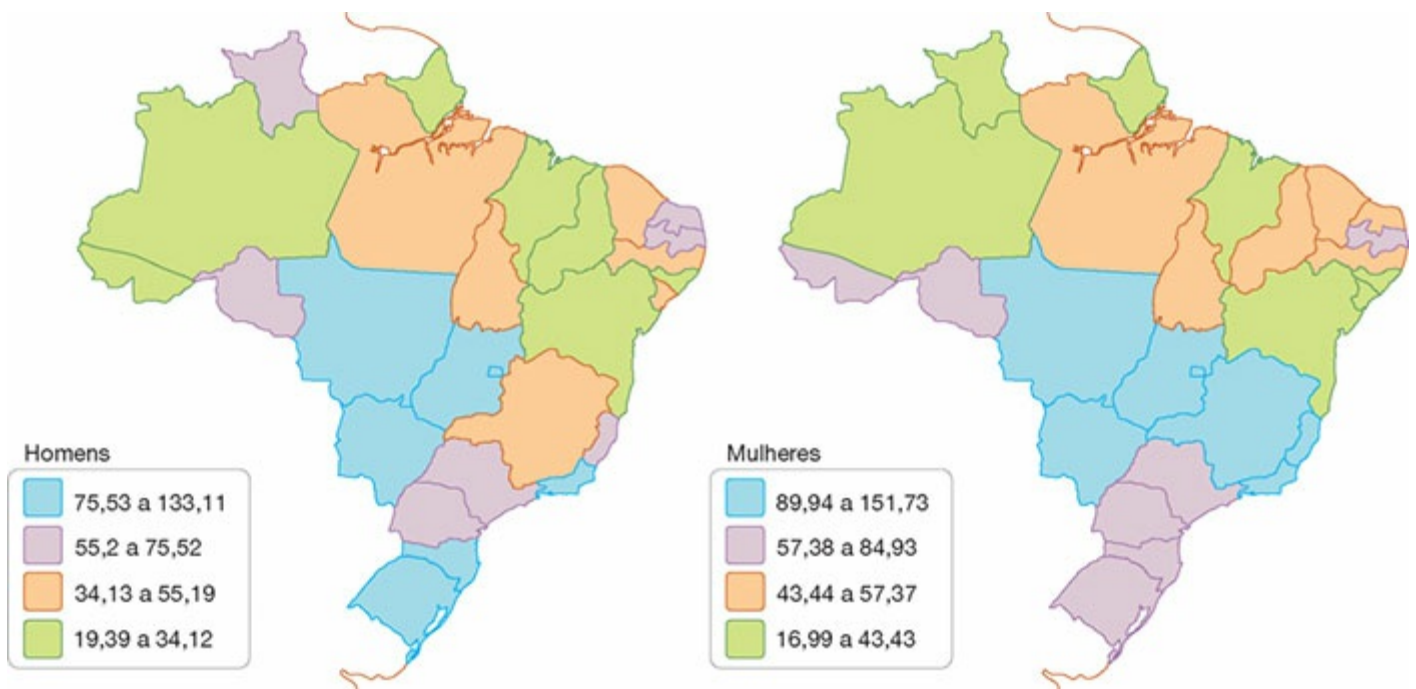 Homens
75,53 a 133,11
55,2 a 75,52
34,13 a 55,19
19,39 a 34,12
Mulheres
89,94 a 151,73
57,38 a 84,93
43,44 a 57,37
16,99 a 43,43